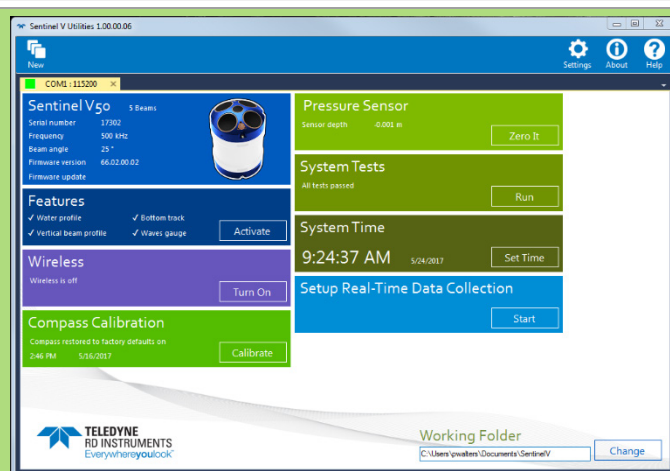 Sentinel V Utilities 1.00.00.06
New
Settings
About
Help
COM1 : 115200
Sentinel V50 5 Beams
Serial number 17302
Frequency 500 kHz
Beam angle 25 °
Firmware version 66.02.00.02
Firmware update
Features
✓ Water profile ✓ Bottom track
✓ Vertical beam profile ✓ Waves gauge
Activate
Wireless
Wireless is off
Turn On
Compass Calibration
Compass restored to factory defaults on
2:46 PM 5/16/2017
Calibrate
Pressure Sensor
Sensor depth -0.001 m
Zero It
System Tests
All tests passed
Run
System Time
9:24:37 AM 5/24/2017
Set Time
Setup Real-Time Data Collection
Start
TELEDYNE
RD INSTRUMENTS
Everywhereyoulook™
Working Folder
C:\Users\pwalters\Documents\SentinelV
Change